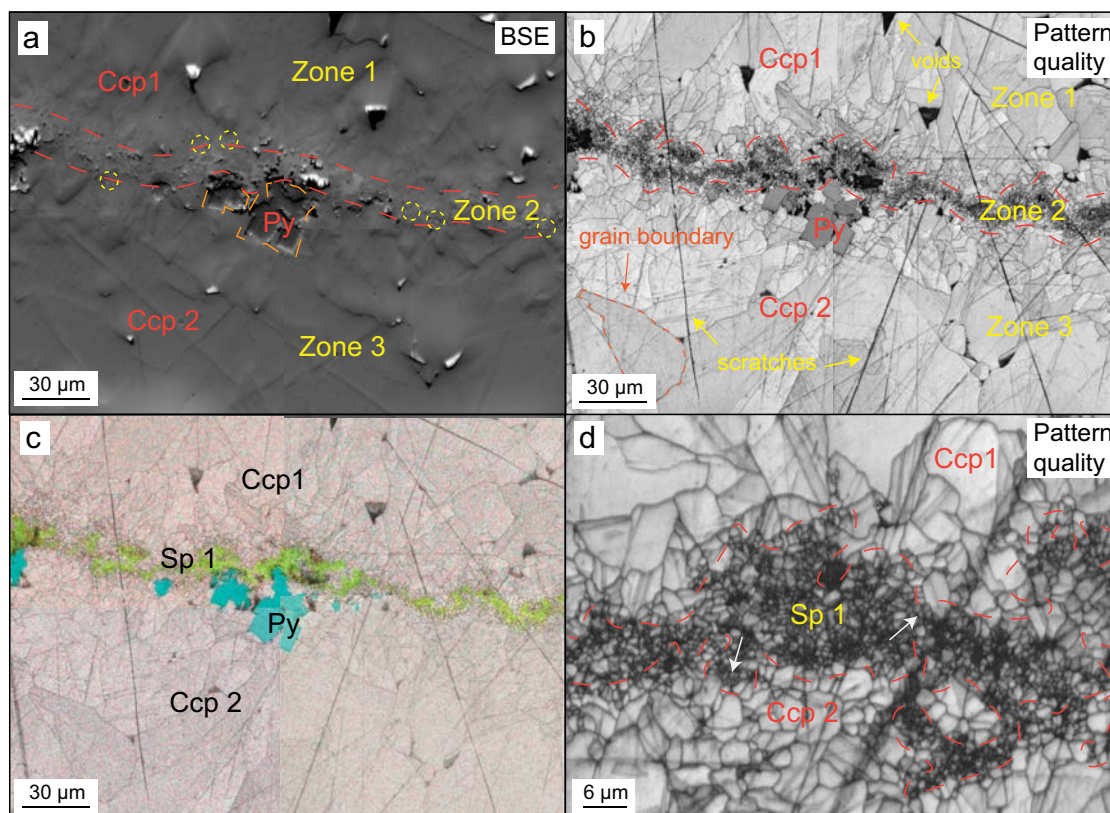 a
BSE
Zone 1
Ccp1
Zone 2
Py
Ccp 2
Zone 3
30 µm
b
Pattern
quality
Ccp1
voids
Zone 1
Zone 2
Py
grain boundary
Ccp 2
Zone 3
scratches
30 µm
c
Ccp1
Sp 1
Py
Ccp 2
30 µm
d
Pattern
quality
Ccp1
Sp 1
Ccp 2
6 µm